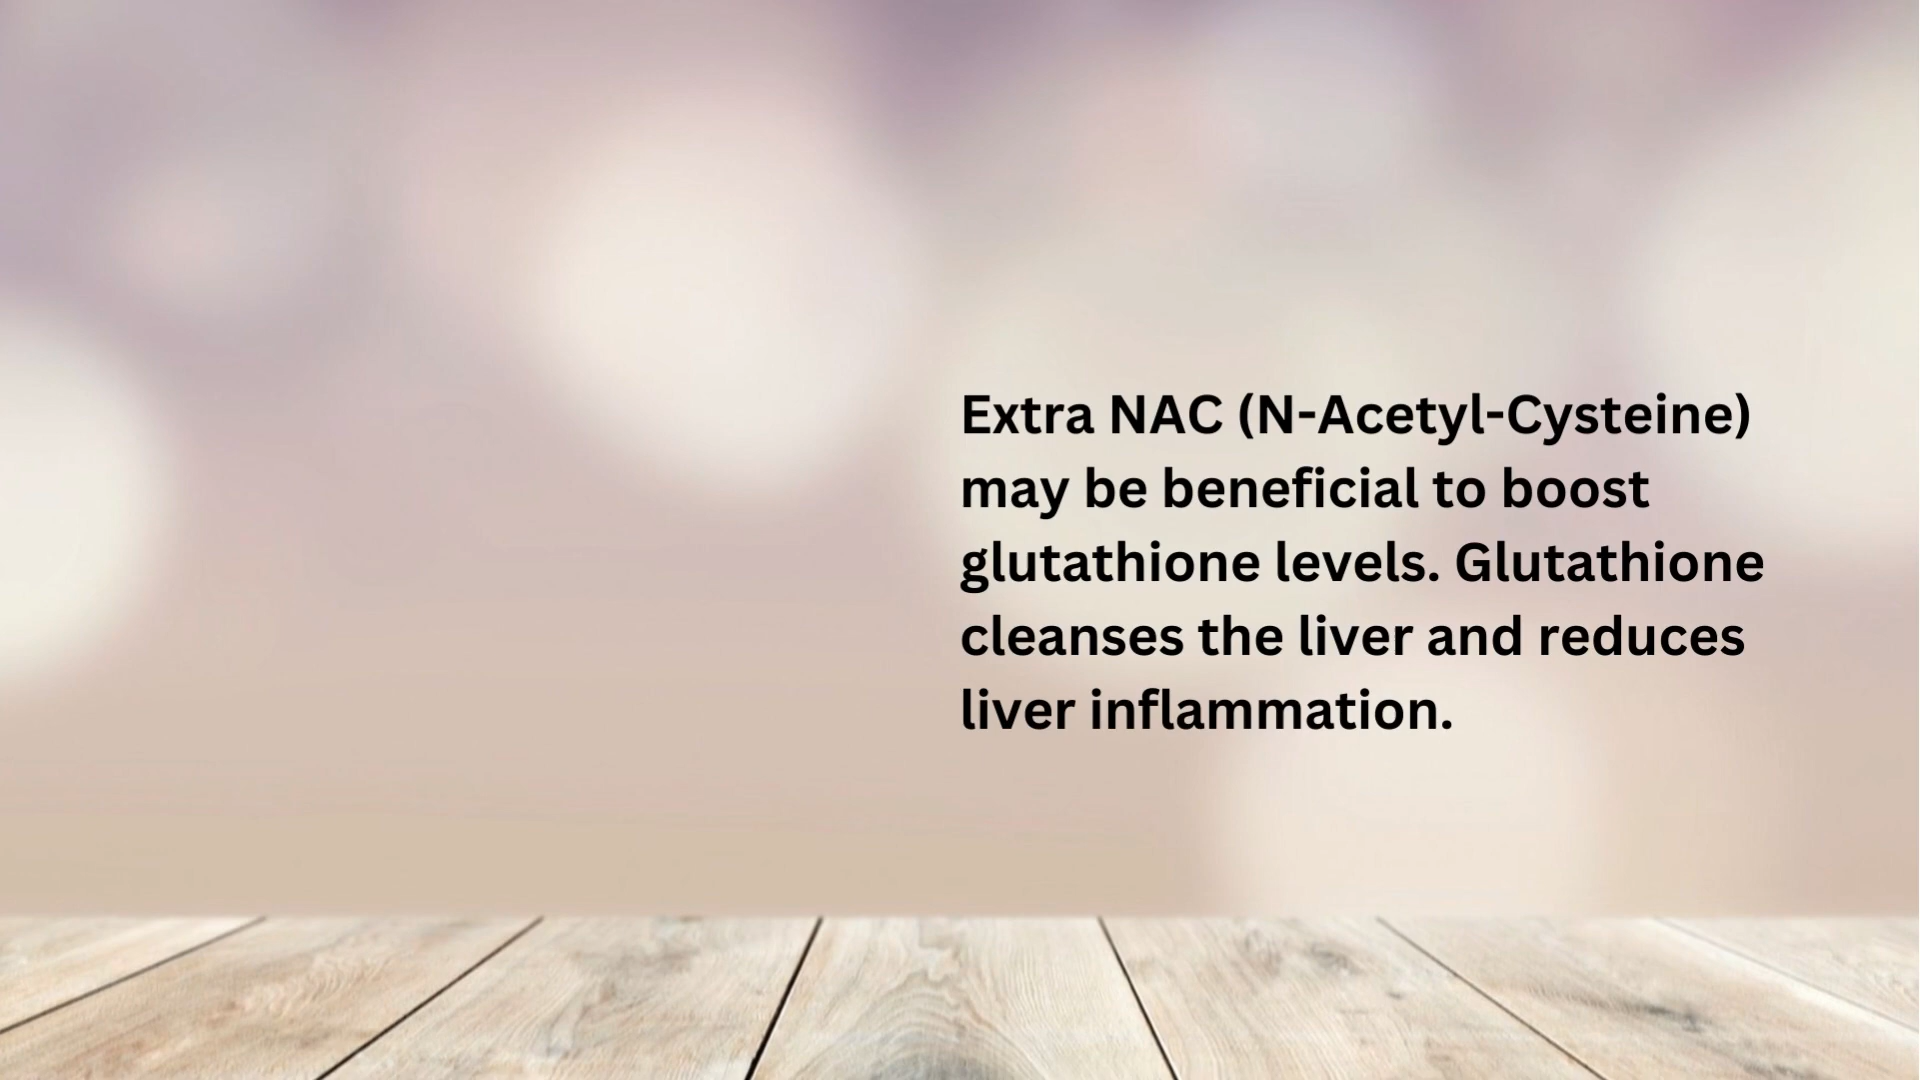 Extra NAC (N-Acetyl-Cysteine)
may be beneficial to boost
glutathione levels. Glutathione
cleanses the liver and reduces
liver inflammation.